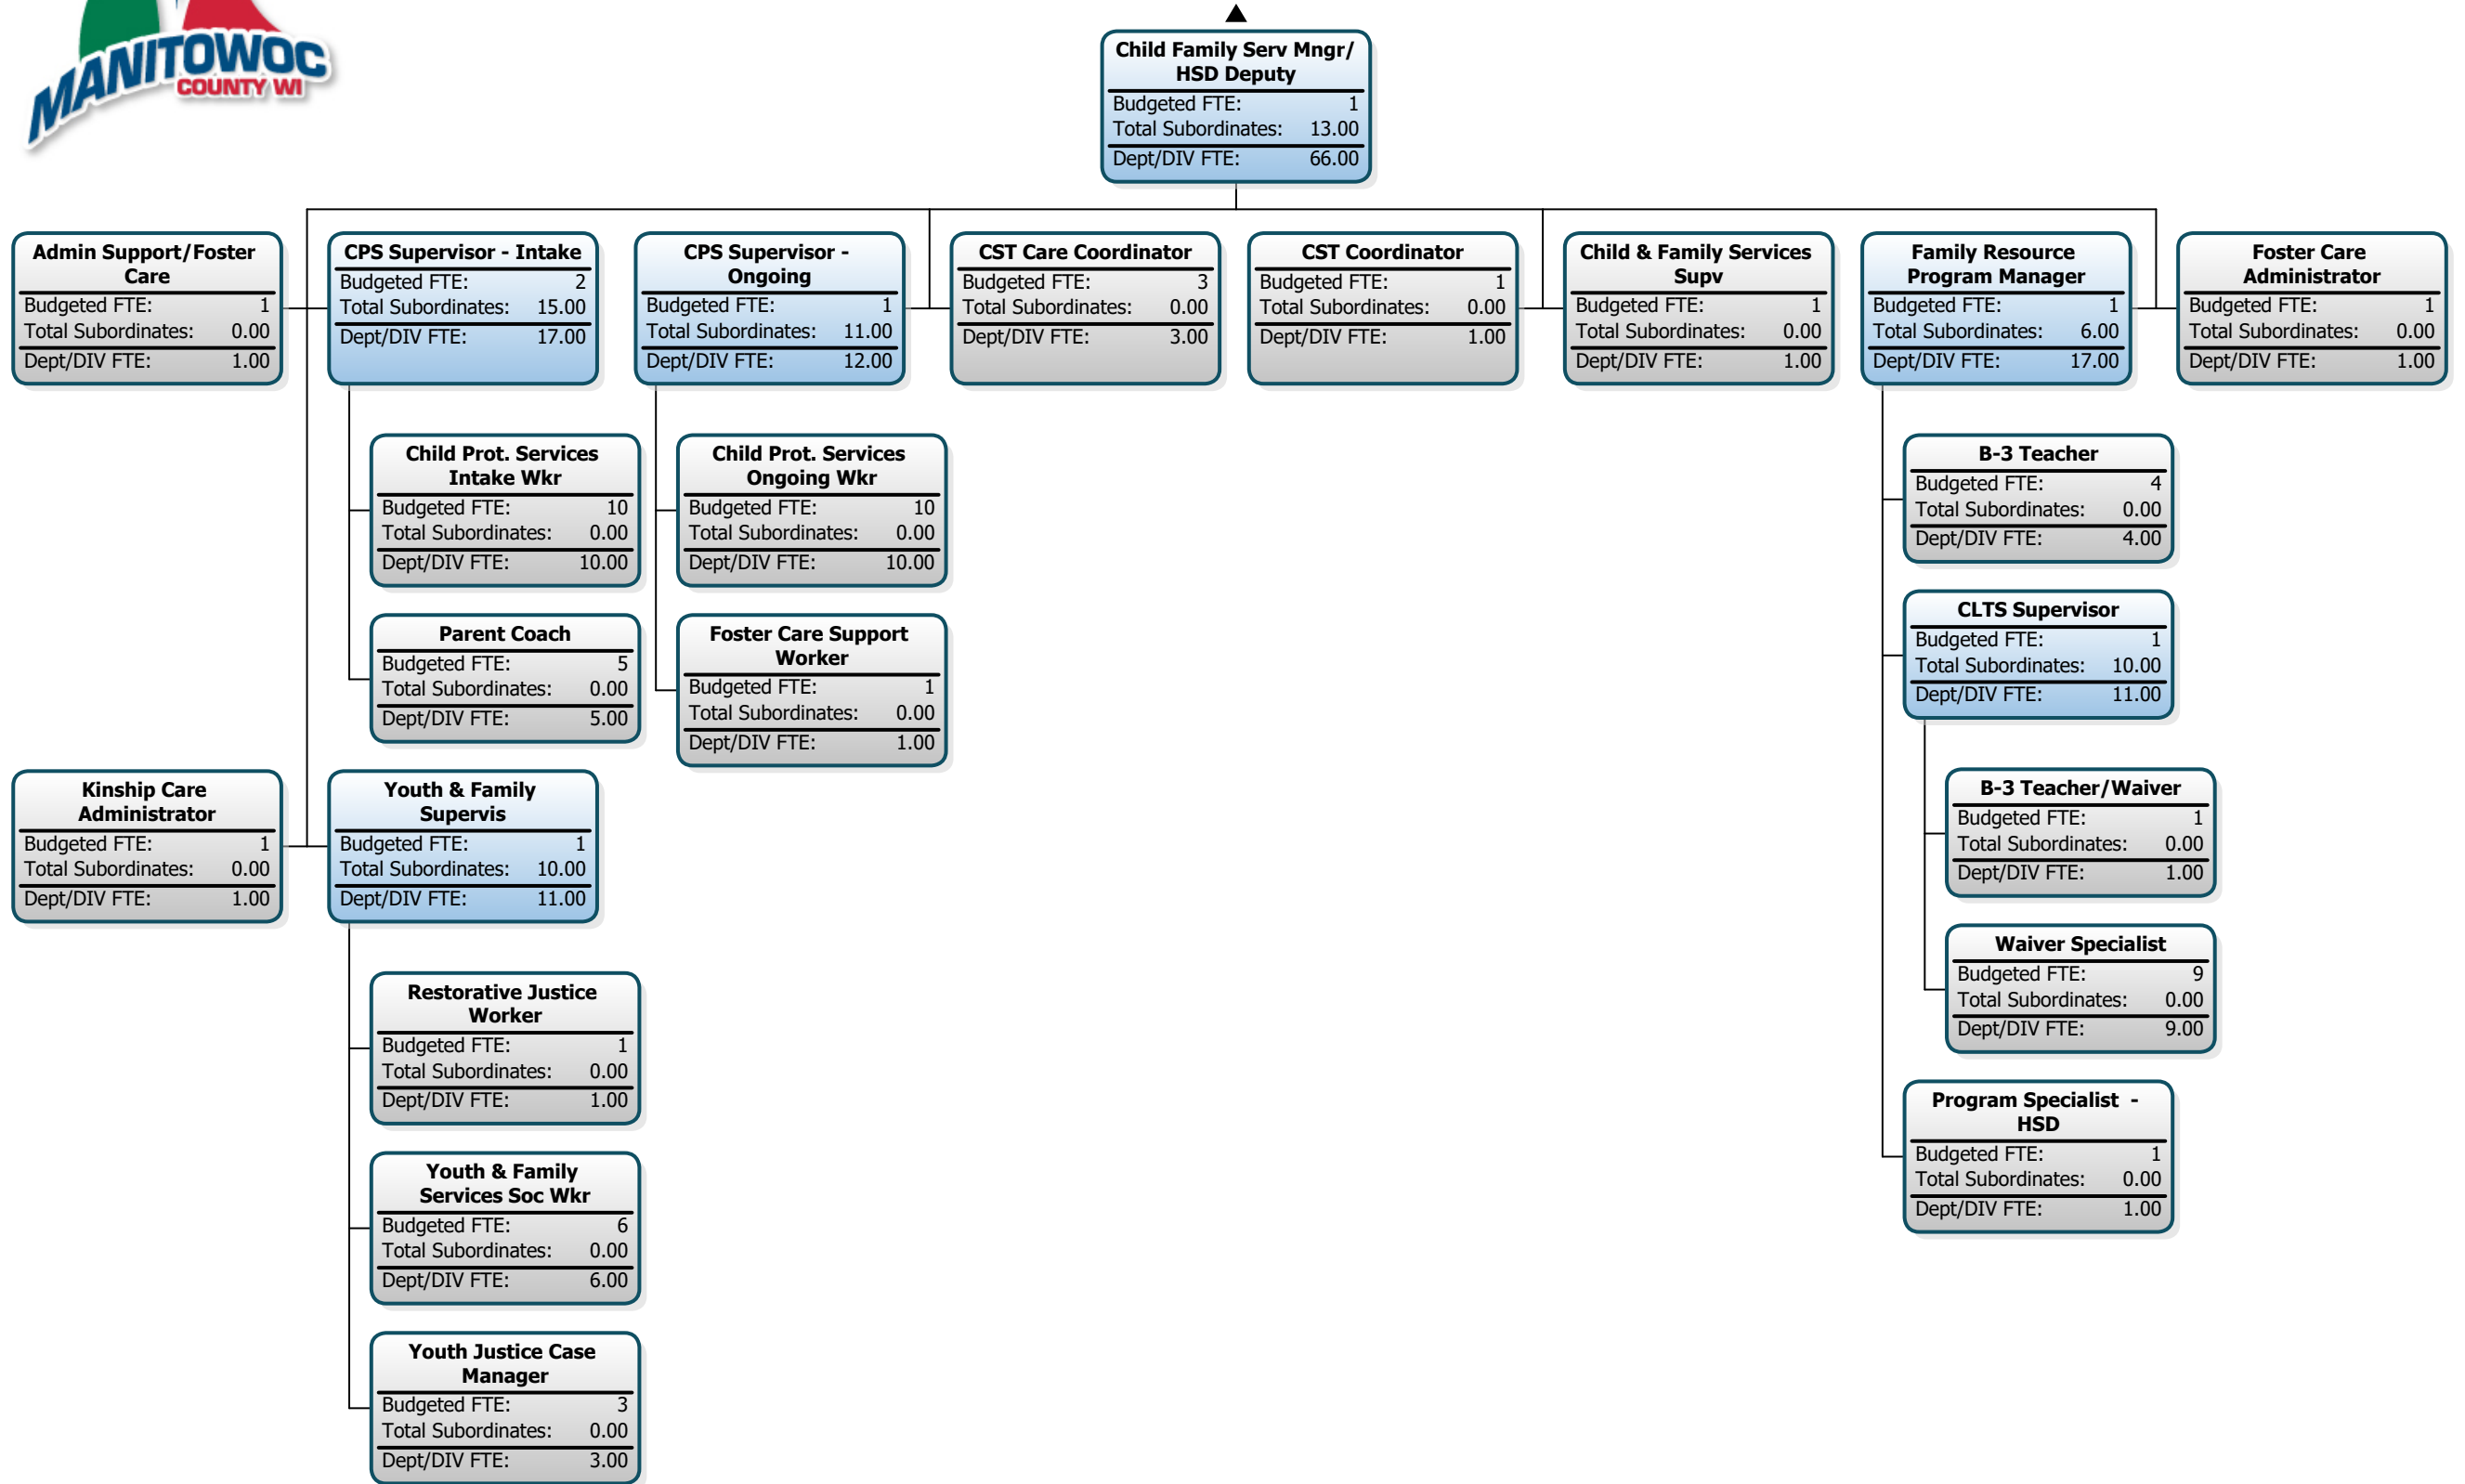 MANITOWOC
COUNTY WI
Child Family Serv Mngr/
HSD Deputy
Budgeted FTE: 1
Total Subordinates: 13.00
Dept/DIV FTE: 66.00
Admin Support/Foster
Care
Budgeted FTE: 1
Total Subordinates: 0.00
Dept/DIV FTE: 1.00
CPS Supervisor - Intake
Budgeted FTE: 2
Total Subordinates: 15.00
Dept/DIV FTE: 17.00
CPS Supervisor -
Ongoing
Budgeted FTE: 1
Total Subordinates: 11.00
Dept/DIV FTE: 12.00
CST Care Coordinator
Budgeted FTE: 3
Total Subordinates: 0.00
Dept/DIV FTE: 3.00
CST Coordinator
Budgeted FTE: 1
Total Subordinates: 0.00
Dept/DIV FTE: 1.00
Child & Family Services
Supv
Budgeted FTE: 1
Total Subordinates: 0.00
Dept/DIV FTE: 1.00
Family Resource
Program Manager
Budgeted FTE: 1
Total Subordinates: 6.00
Dept/DIV FTE: 17.00
Foster Care
Administrator
Budgeted FTE: 1
Total Subordinates: 0.00
Dept/DIV FTE: 1.00
Child Prot. Services
Intake Wkr
Budgeted FTE: 10
Total Subordinates: 0.00
Dept/DIV FTE: 10.00
Child Prot. Services
Ongoing Wkr
Budgeted FTE: 10
Total Subordinates: 0.00
Dept/DIV FTE: 10.00
B-3 Teacher
Budgeted FTE: 4
Total Subordinates: 0.00
Dept/DIV FTE: 4.00
Parent Coach
Budgeted FTE: 5
Total Subordinates: 0.00
Dept/DIV FTE: 5.00
Foster Care Support
Worker
Budgeted FTE: 1
Total Subordinates: 0.00
Dept/DIV FTE: 1.00
CLTS Supervisor
Budgeted FTE: 1
Total Subordinates: 10.00
Dept/DIV FTE: 11.00
Kinship Care
Administrator
Budgeted FTE: 1
Total Subordinates: 0.00
Dept/DIV FTE: 1.00
Youth & Family
Supervis
Budgeted FTE: 1
Total Subordinates: 10.00
Dept/DIV FTE: 11.00
B-3 Teacher/Waiver
Budgeted FTE: 1
Total Subordinates: 0.00
Dept/DIV FTE: 1.00
Waiver Specialist
Budgeted FTE: 9
Total Subordinates: 0.00
Dept/DIV FTE: 9.00
Restorative Justice
Worker
Budgeted FTE: 1
Total Subordinates: 0.00
Dept/DIV FTE: 1.00
Program Specialist - 
HSD
Budgeted FTE: 1
Total Subordinates: 0.00
Dept/DIV FTE: 1.00
Youth & Family
Services Soc Wkr
Budgeted FTE: 6
Total Subordinates: 0.00
Dept/DIV FTE: 6.00
Youth Justice Case
Manager
Budgeted FTE: 3
Total Subordinates: 0.00
Dept/DIV FTE: 3.00